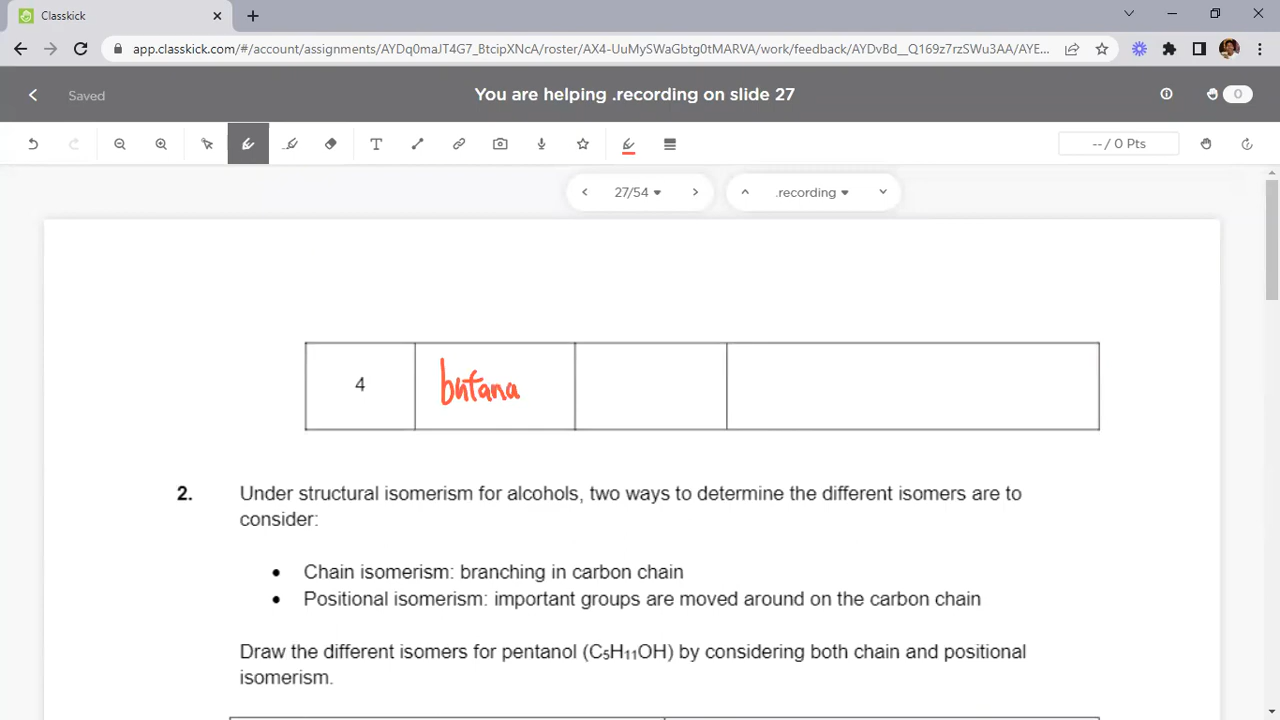 Classkick
app.classkick.com/#/account/assignments/AYDq0maJT4G7_BtcipXNcA/roster/AX4-UuMySWaGbtg0tMARVA/work/feedback/AYDvBd__Q169z7rzSWu3AA/AYE...
Saved
You are helping .recording on slide 27
0
T
-- / 0 Pts
27/54
.recording
4
butana
2.
Under structural isomerism for alcohols, two ways to determine the different isomers are to
consider:
• Chain isomerism: branching in carbon chain
• Positional isomerism: important groups are moved around on the carbon chain
Draw the different isomers for pentanol (C₅H₁₁OH) by considering both chain and positional
isomerism.